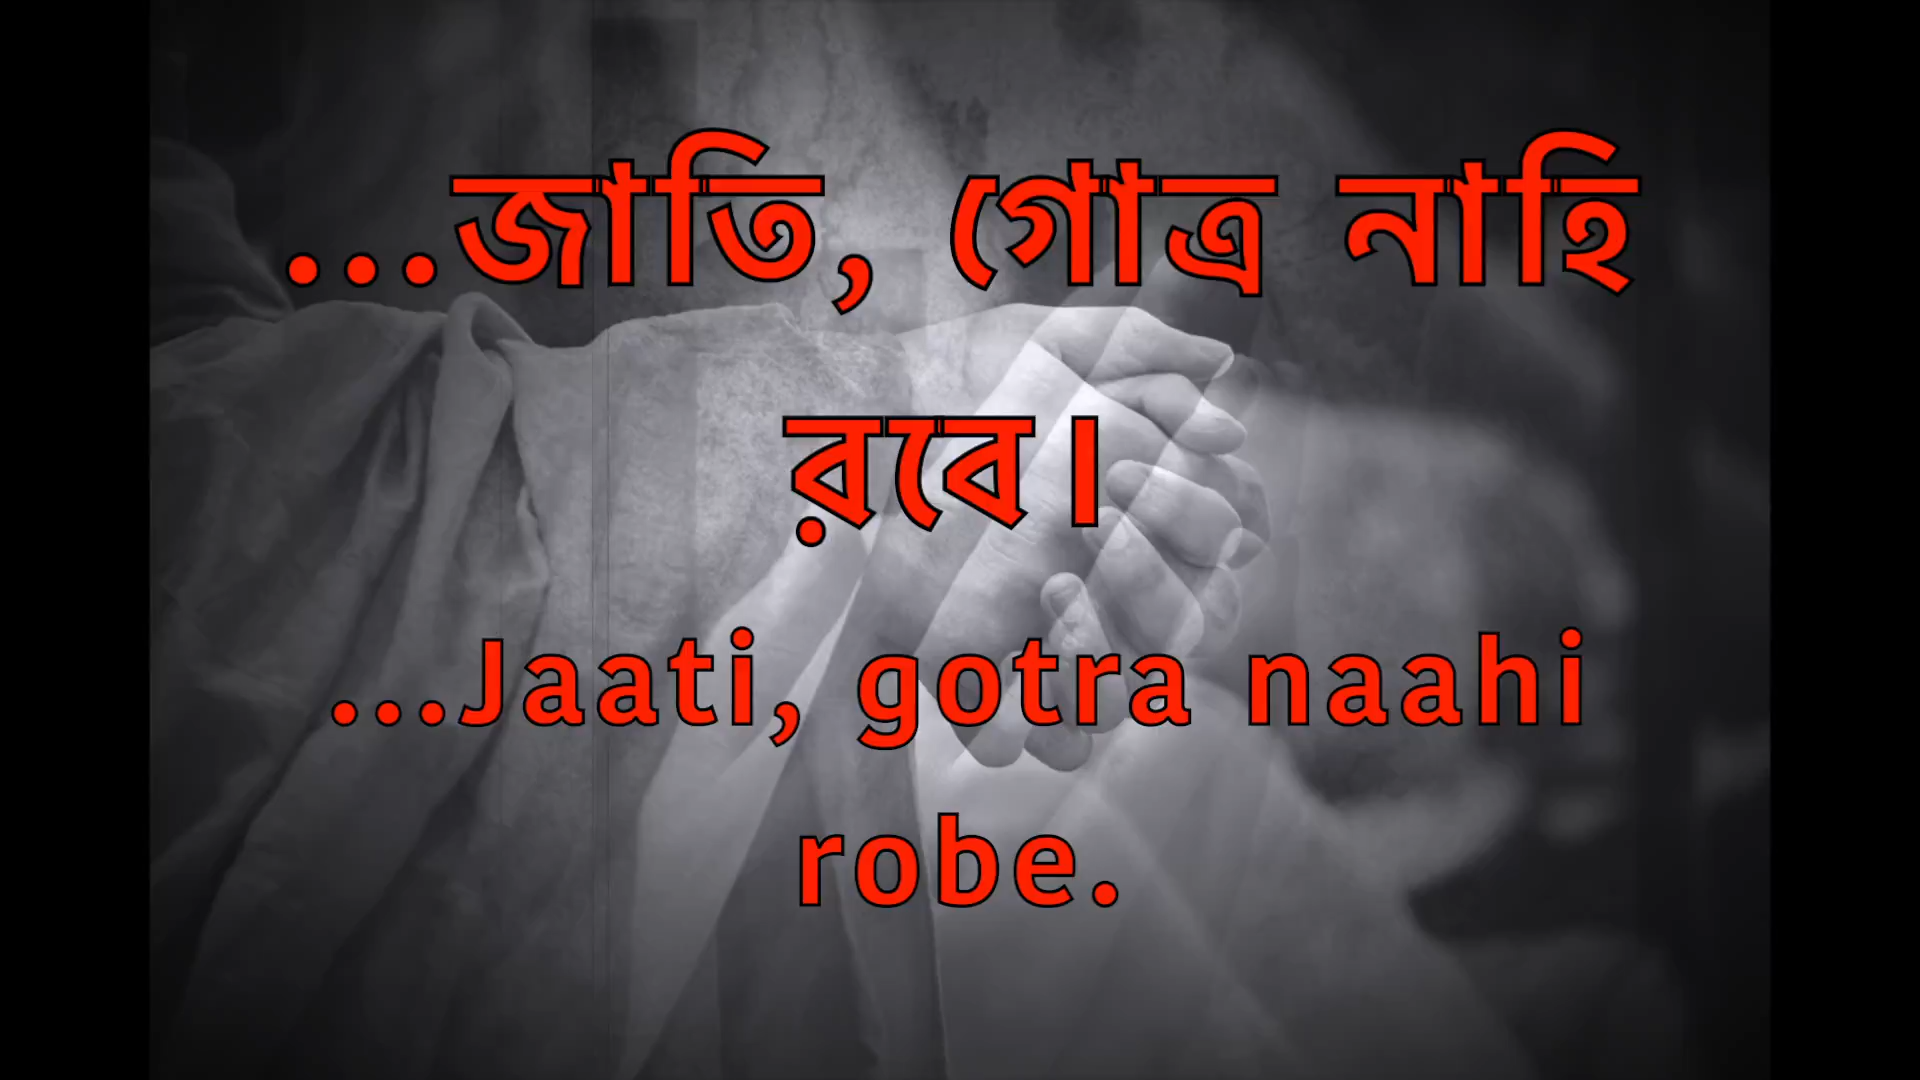 ...জাতি, গোত্র নাহি
রবে।
...Jaati, gotra naahi
robe.